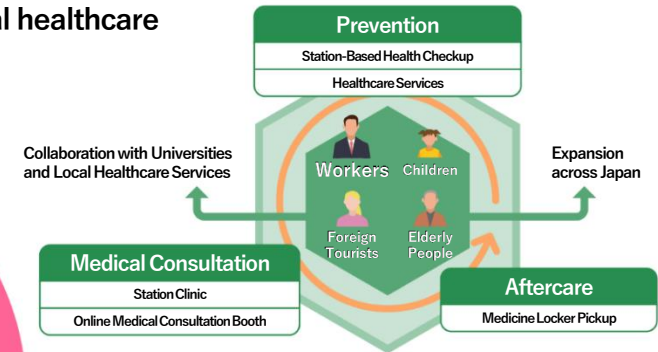 al healthcare
Prevention
Station-Based Health Checkup
Healthcare Services
Collaboration with Universities
and Local Healthcare Services
Workers
Children
Foreign
Tourists
Elderly
People
Expansion
across Japan
Medical Consultation
Station Clinic
Online Medical Consultation Booth
Aftercare
Medicine Locker Pickup